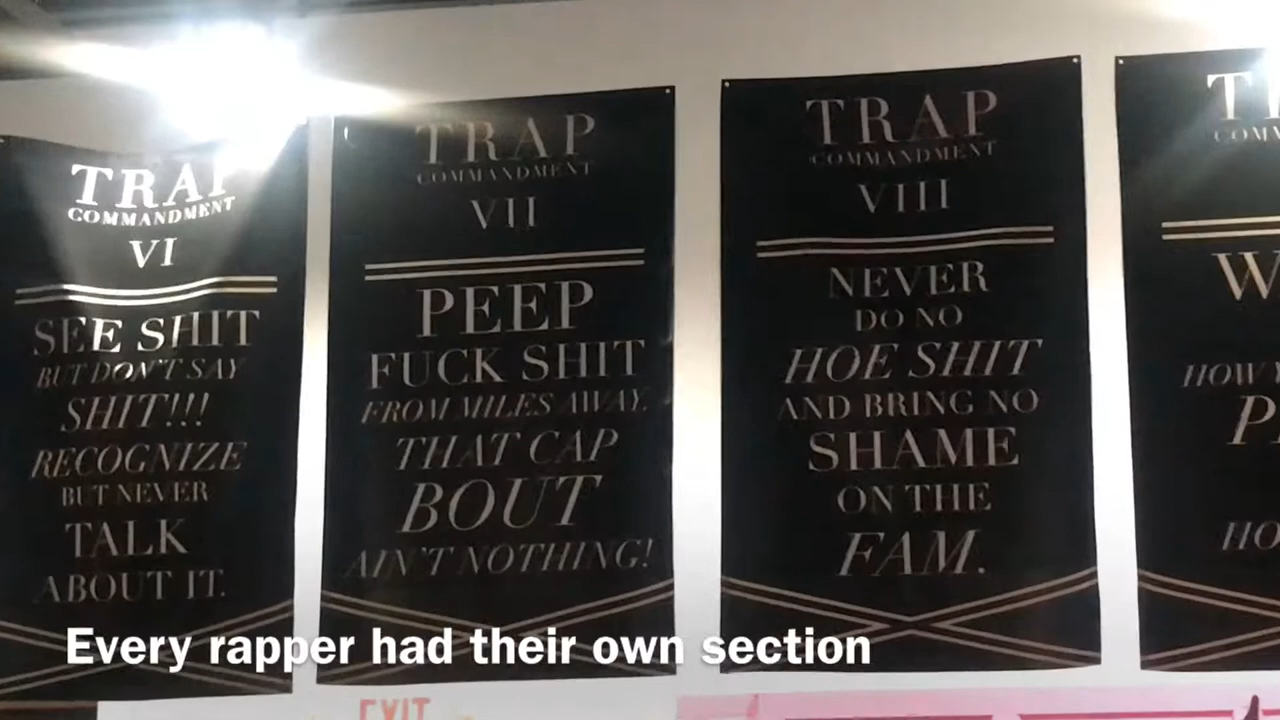 TRAP
COMMANDMENT
VI
SEE SHIT
BUT DON'T SAY
SHIT!!!
RECOGNIZE
BUT NEVER
TALK
ABOUT IT.
TRAP
COMMANDMENT
VII
PEEP
FUCK SHIT
FROM MILES AWAY.
THAT CAP
BOUT
AIN'T NOTHING!
TRAP
COMMANDMENT
VIII
NEVER
DO NO
HOE SHIT
AND BRING NO
SHAME
ON THE
FAM.
HOW
Every rapper had their own section
EXIT